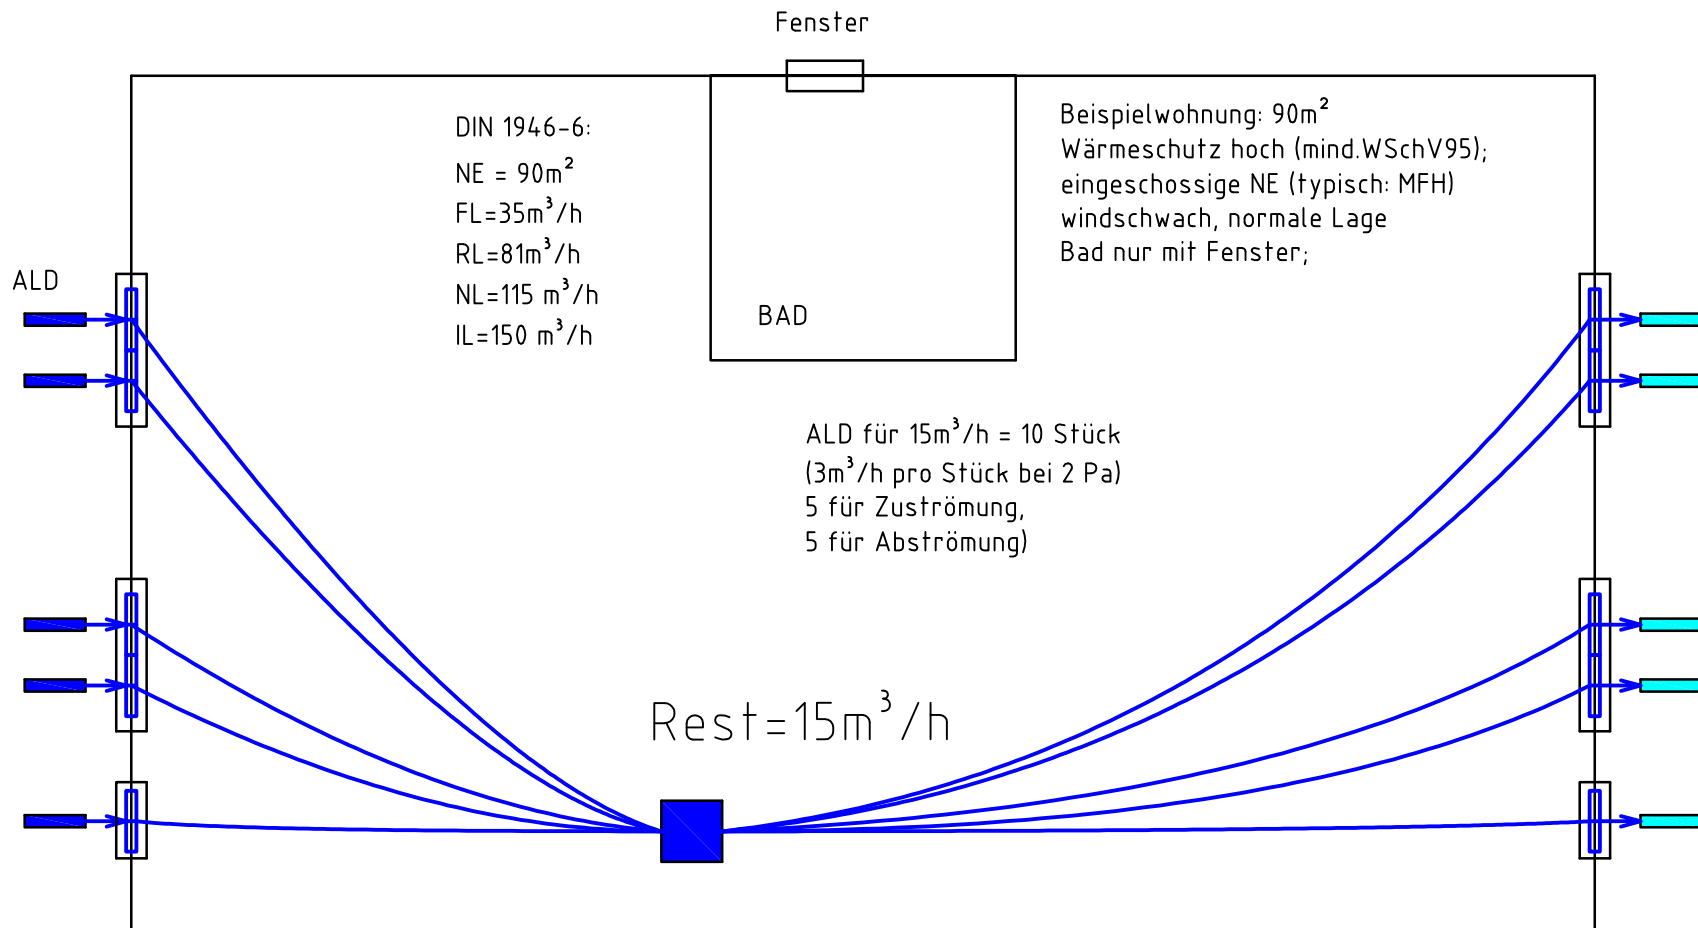 Fenster
DIN 1946-6:
NE = 90m²
FL=35m³/h
RL=81m³/h
NL=115 m³/h
IL=150 m³/h
Beispielwohnung: 90m²
Wärmeschutz hoch (mind.WSchV95);
eingeschossige NE (typisch: MFH)
windschwach, normale Lage
Bad nur mit Fenster;
ALD
BAD
ALD für 15m³/h = 10 Stück
(3m³/h pro Stück bei 2 Pa)
5 für Zuströmung,
5 für Abströmung)
Rest=15m³/h